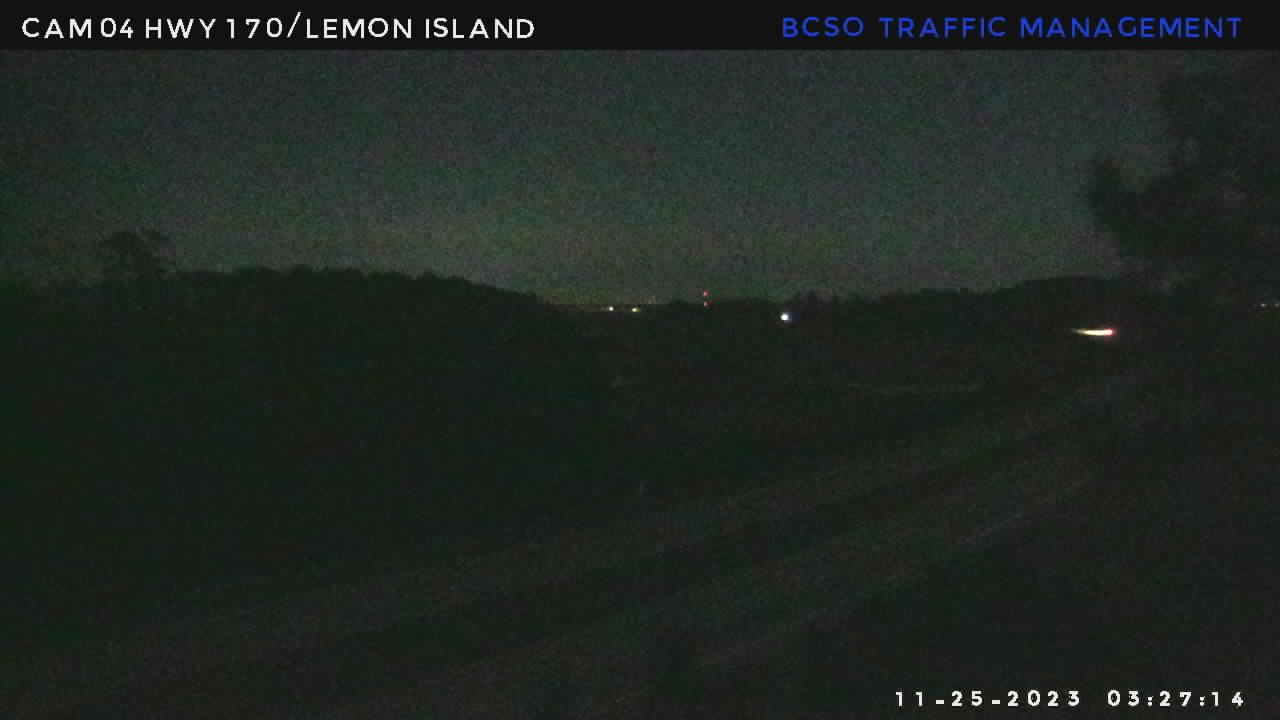 CAM04 HWY 170/LEMON ISLAND
BCSO TRAFFIC MANAGEMENT
11-25-2023 03:27:14